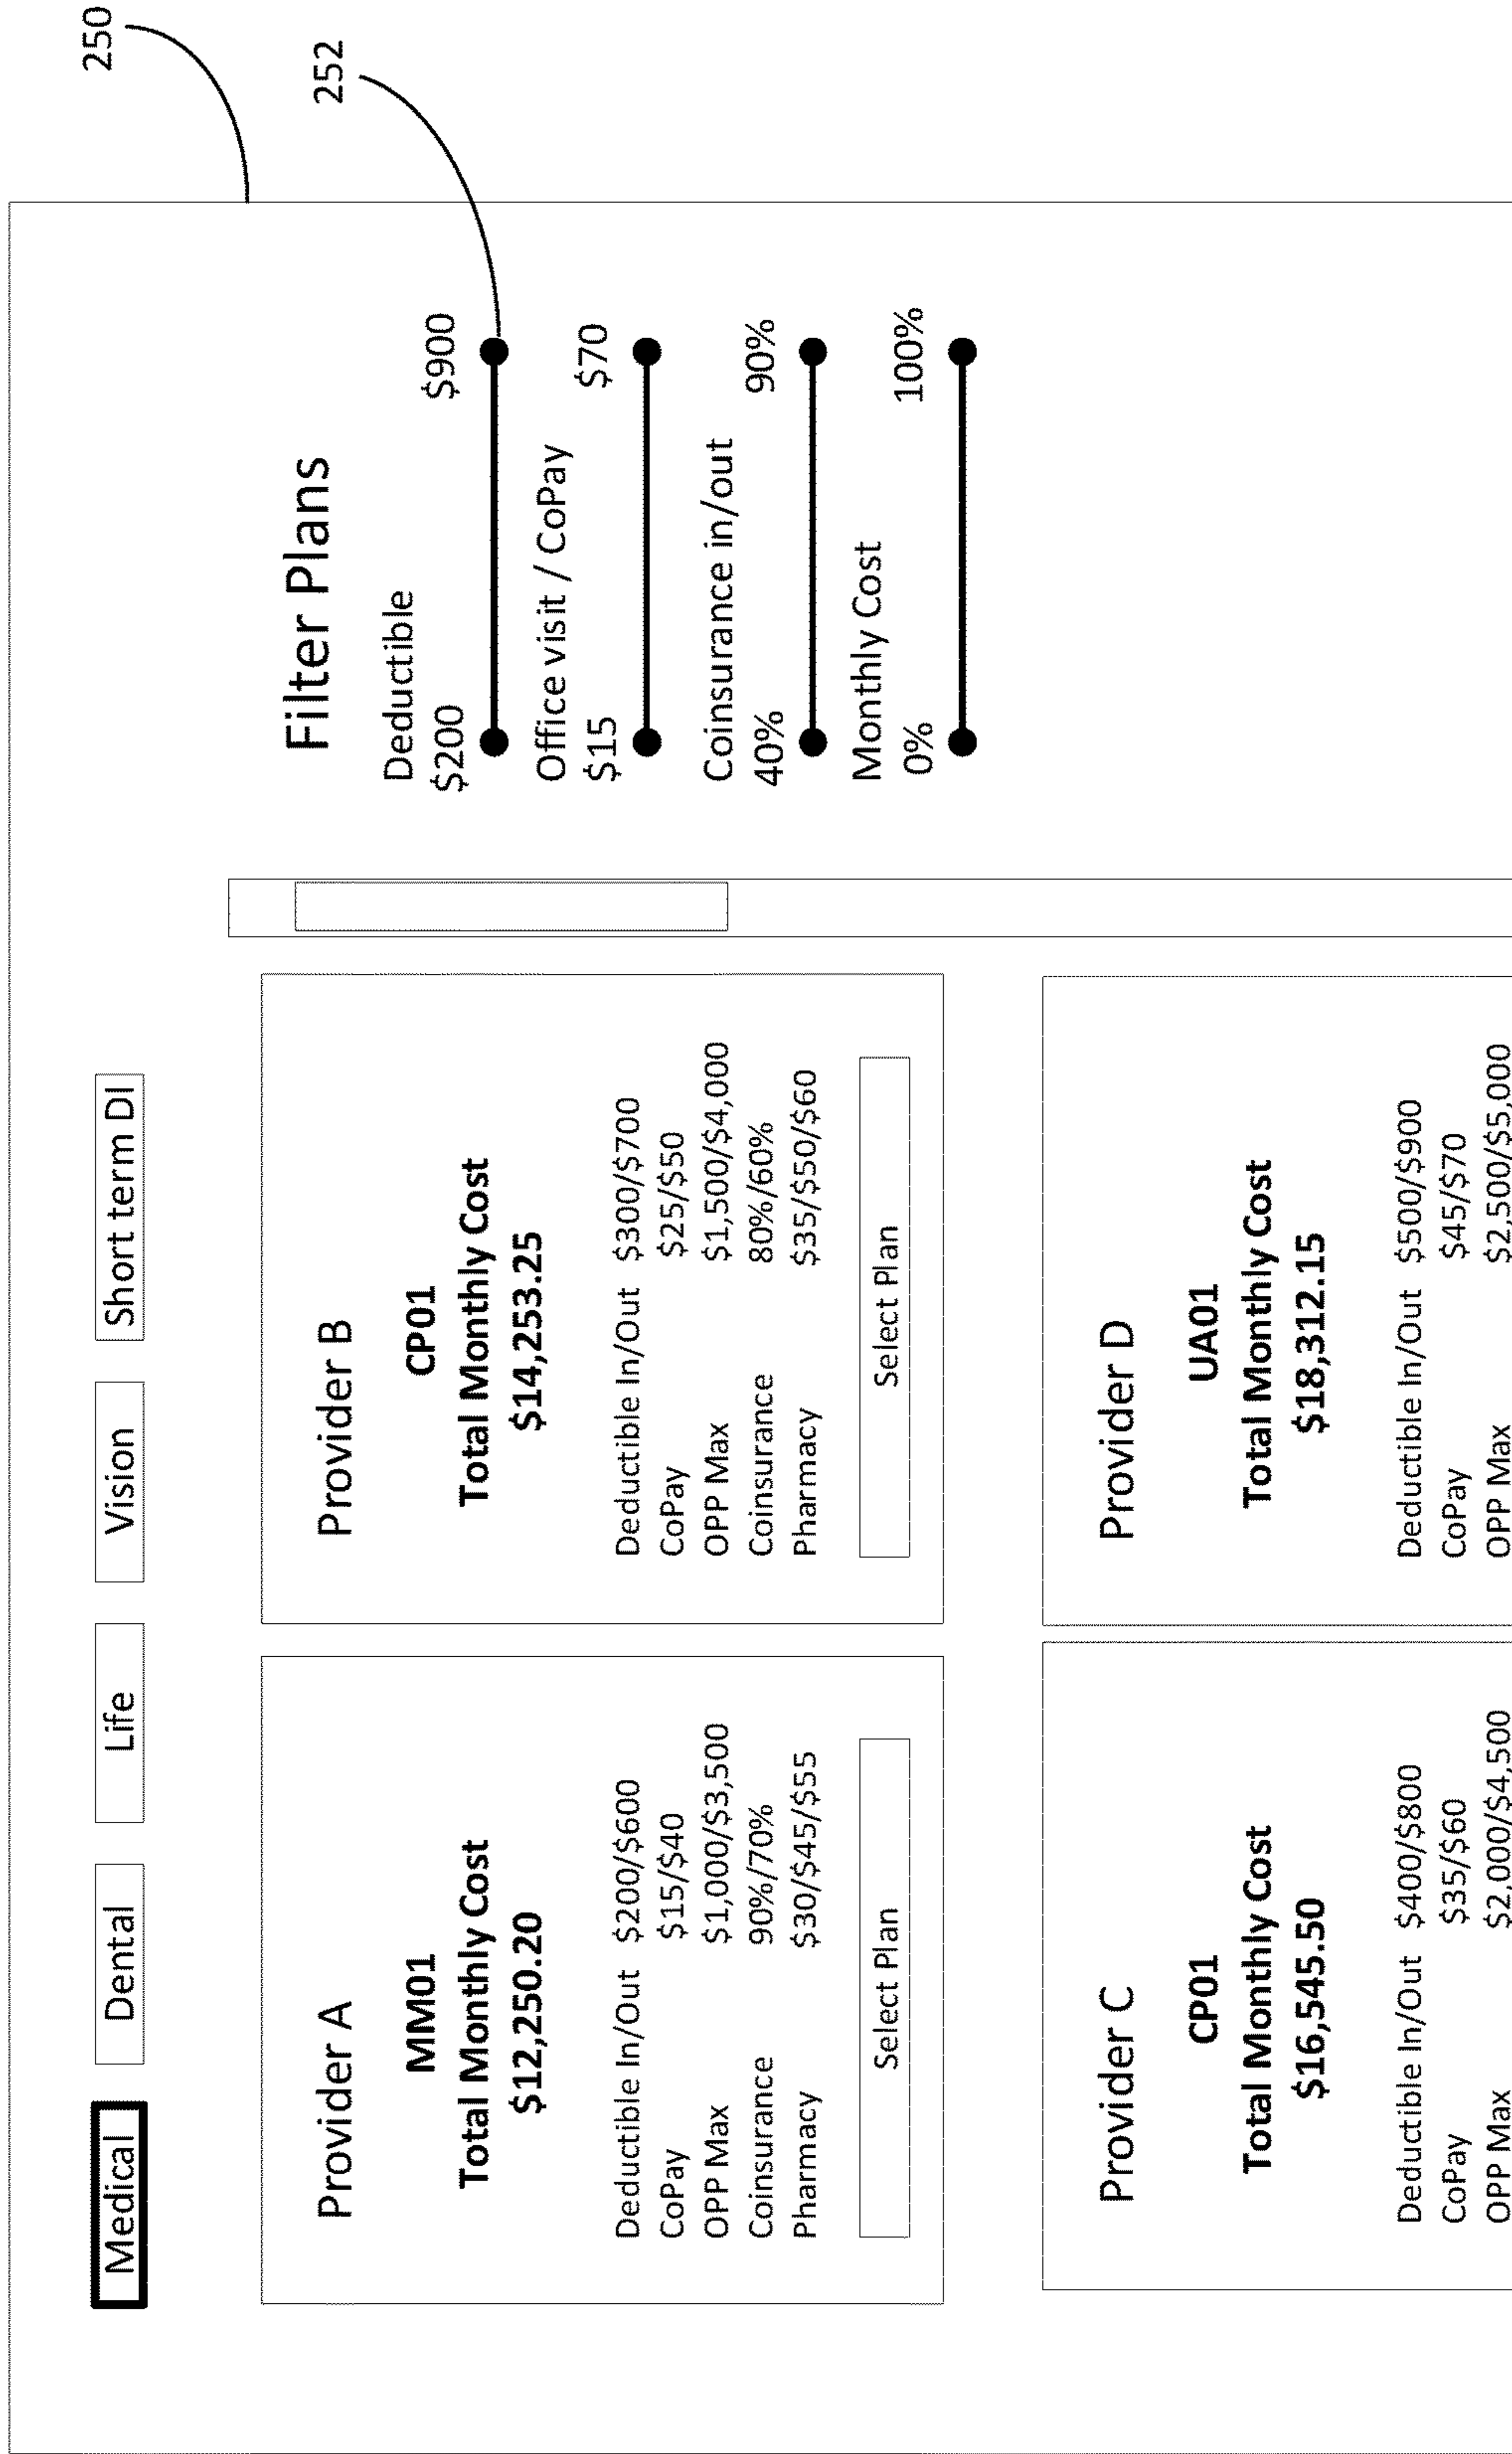 250
252
Medical Dental Life Vision Short term DI
Filter Plans
Deductible
$200 $900
Office visit / CoPay
$15 $70
Coinsurance in/out
40% 90%
Monthly Cost
0% 100%
Provider A
MM01
Total Monthly Cost
$12,250.20
Deductible In/Out $200/$600
CoPay $15/$40
OPP Max $1,000/$3,500
Coinsurance 90%/70%
Pharmacy $30/$45/$55
Select Plan
Provider B
CP01
Total Monthly Cost
$14,253.25
Deductible In/Out $300/$700
CoPay $25/$50
OPP Max $1,500/$4,000
Coinsurance 80%/60%
Pharmacy $35/$50/$60
Select Plan
Provider C
CP01
Total Monthly Cost
$16,545.50
Deductible In/Out $400/$800
CoPay $35/$60
OPP Max $2,000/$4,500
Provider D
UA01
Total Monthly Cost
$18,312.15
Deductible In/Out $500/$900
CoPay $45/$70
OPP Max $2,500/$5,000